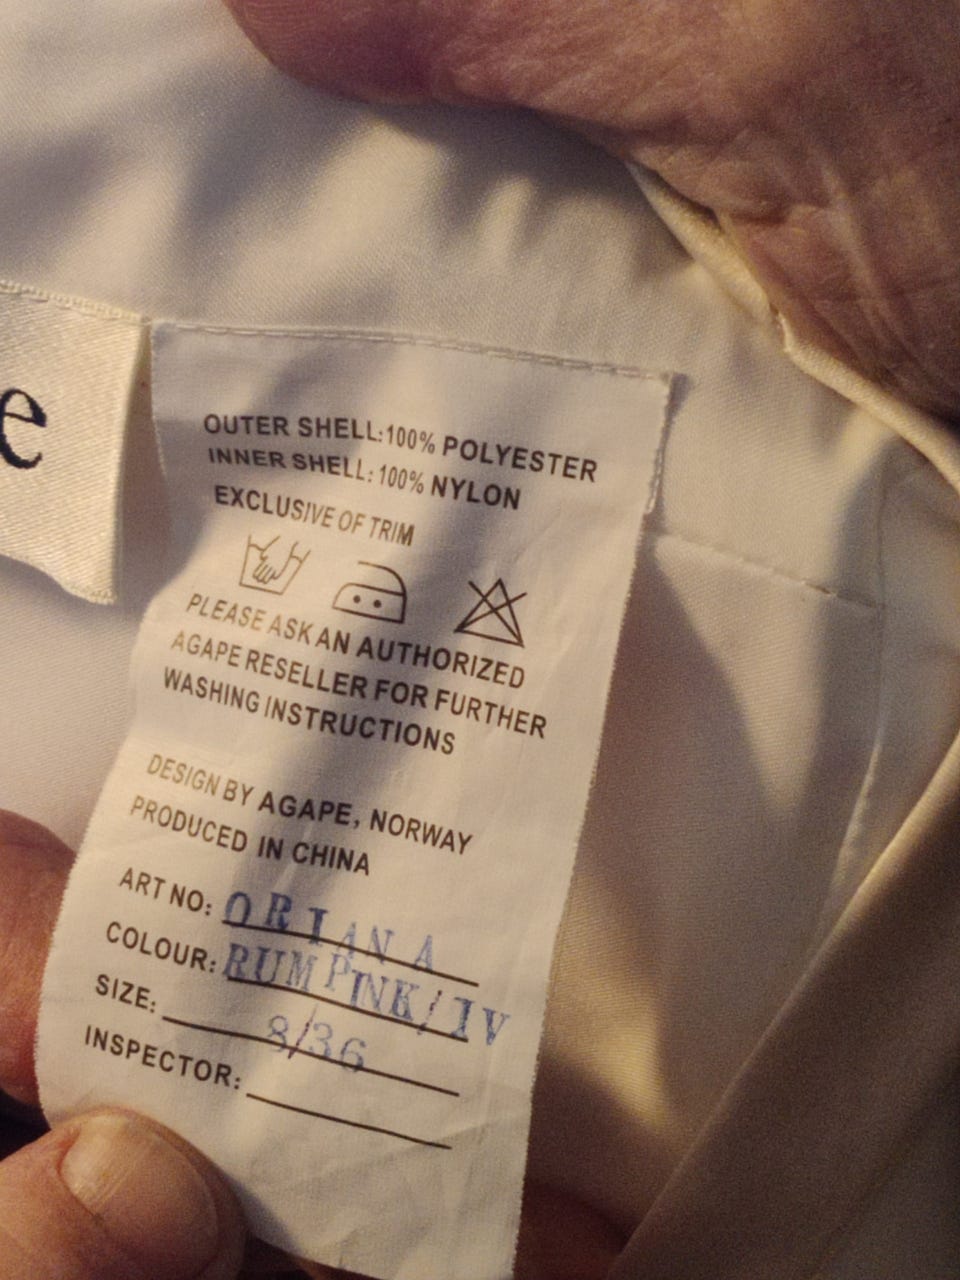 e
OUTER SHELL:100% POLYESTER
INNER SHELL:100% NYLON
EXCLUSIVE OF TRIM
PLEASE ASK AN AUTHORIZED
AGAPE RESELLER FOR FURTHER
WASHING INSTRUCTIONS
DESIGN BY AGAPE, NORWAY
PRODUCED IN CHINA
ART NO: ORIANA
COLOUR: RUM PINK/IV
SIZE: 8/36
INSPECTOR: